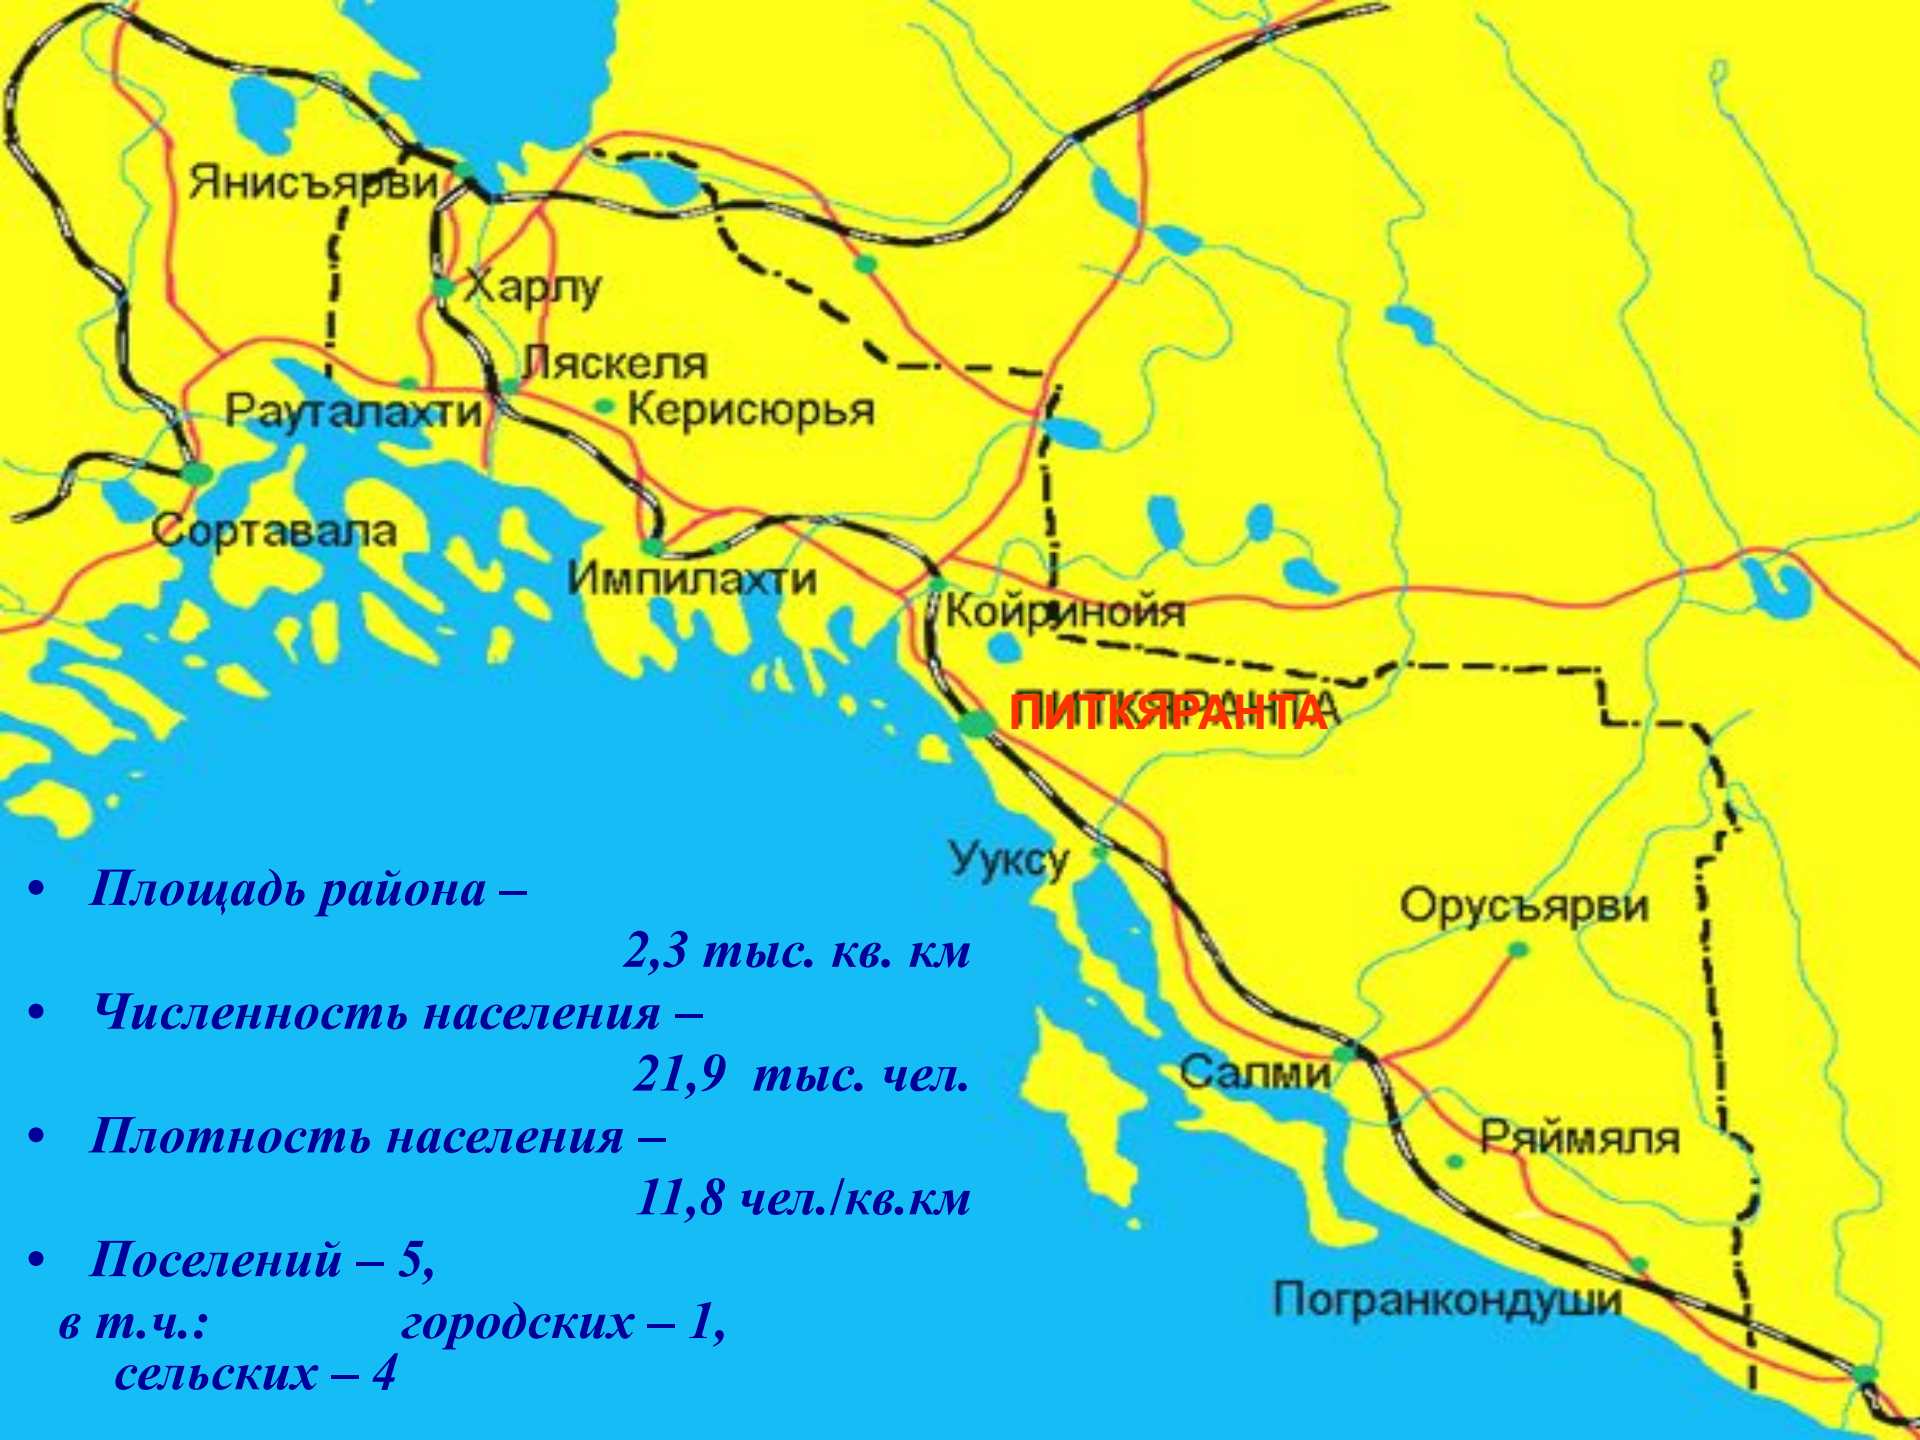 Янисъярви
Харлу
Ляскеля
Рауталахти
Керисюрья
Сортавала
Импилахти
Койринойя
ПИТКЯРАНТА
Ууксу
Орусъярви
Салми
Ряймяля
Погранкондуши
• Площадь района –
2,3 тыс. кв. км
• Численность населения –
21,9 тыс. чел.
• Плотность населения –
11,8 чел./кв.км
• Поселений – 5,
в т.ч.: городских – 1,
сельских – 4